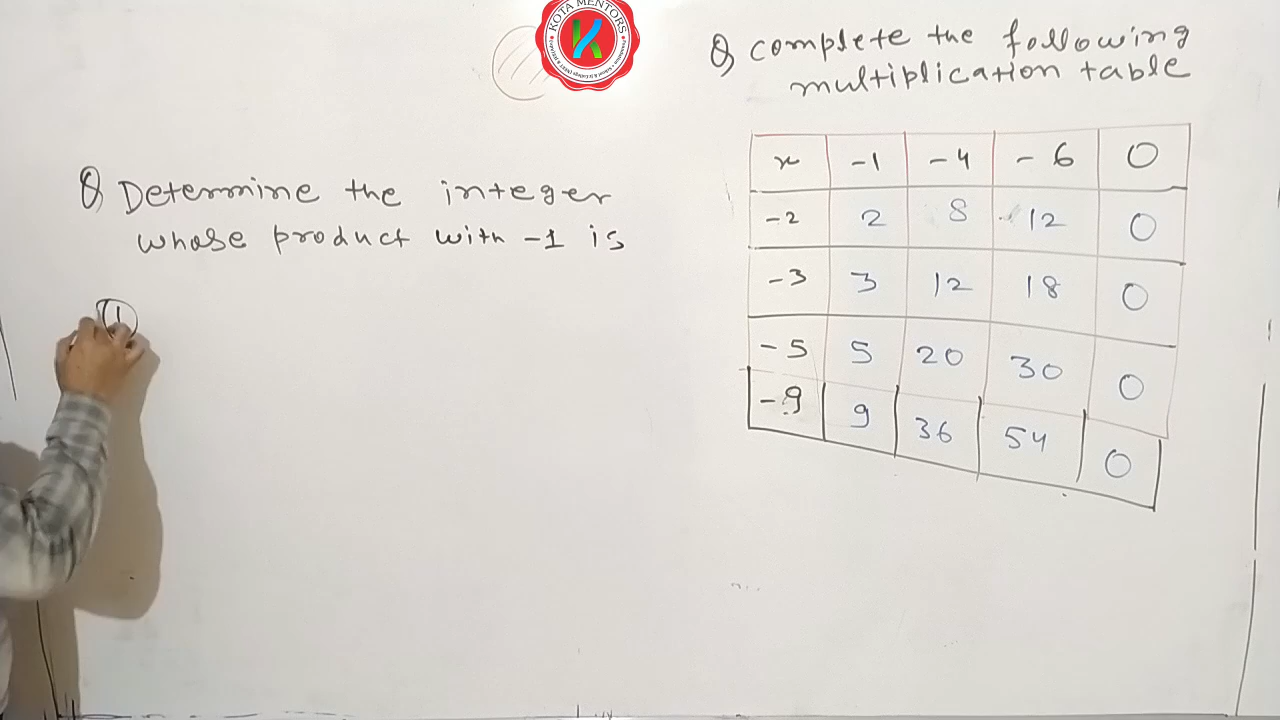 KOTA MENTORS
Q Determine the integer
whose product with -1 is
1
Q complete the following
multiplication table
x -1 -4 -6 0
-2 2 8 12 0
-3 3 12 18 0
-5 5 20 30 0
-9 9 36 54 0